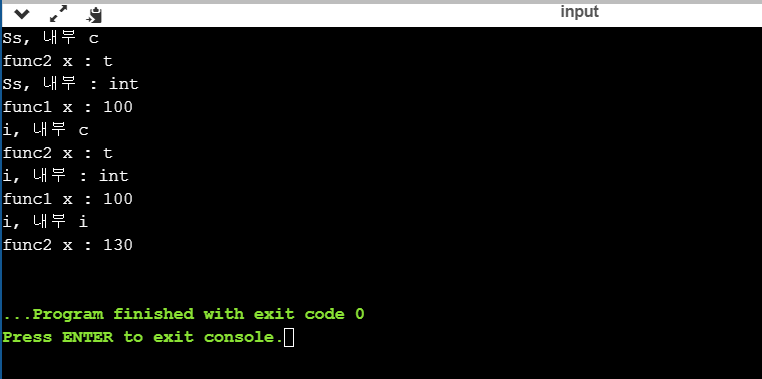 input
Ss, 내부 c
func2 x : t
Ss, 내부 : int
func1 x : 100
i, 내부 c
func2 x : t
i, 내부 : int
func1 x : 100
i, 내부 i
func2 x : 130
...Program finished with exit code 0
Press ENTER to exit console.